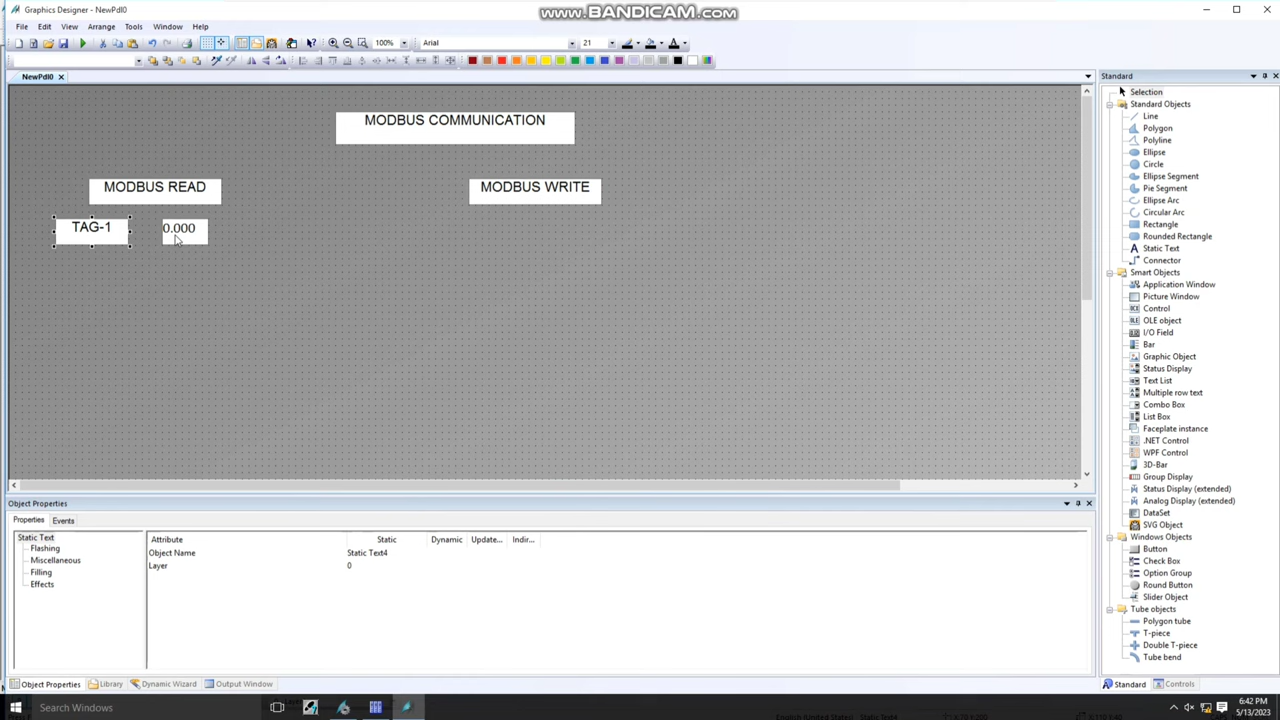 Graphics Designer - NewPdl0
www.BANDICAM.com
File Edit View Arrange Tools Window Help
100% Arial 21
NewPdl0
MODBUS COMMUNICATION
MODBUS READ
MODBUS WRITE
TAG-1
0.000
Standard
Selection
Standard Objects
Line
Polygon
Polyline
Ellipse
Circle
Ellipse Segment
Pie Segment
Ellipse Arc
Circular Arc
Rectangle
Rounded Rectangle
Static Text
Connector
Smart Objects
Application Window
Picture Window
Control
OLE object
I/O Field
Bar
Graphic Object
Status Display
Text List
Multiple row text
Combo Box
List Box
Faceplate instance
.NET Control
WPF Control
3D-Bar
Group Display
Status Display (extended)
Analog Display (extended)
DataSet
SVG Object
Windows Objects
Button
Check Box
Option Group
Round Button
Slider Object
Tube objects
Polygon tube
T-piece
Double T-piece
Tube bend
Standard Controls
Object Properties
Properties Events
Static Text
Flashing
Miscellaneous
Filling
Effects
Attribute Static Dynamic Update... Indir...
Object Name Static Text4
Layer 0
Object Properties Library Dynamic Wizard Output Window
Search Windows
6:42 PM
5/13/2023